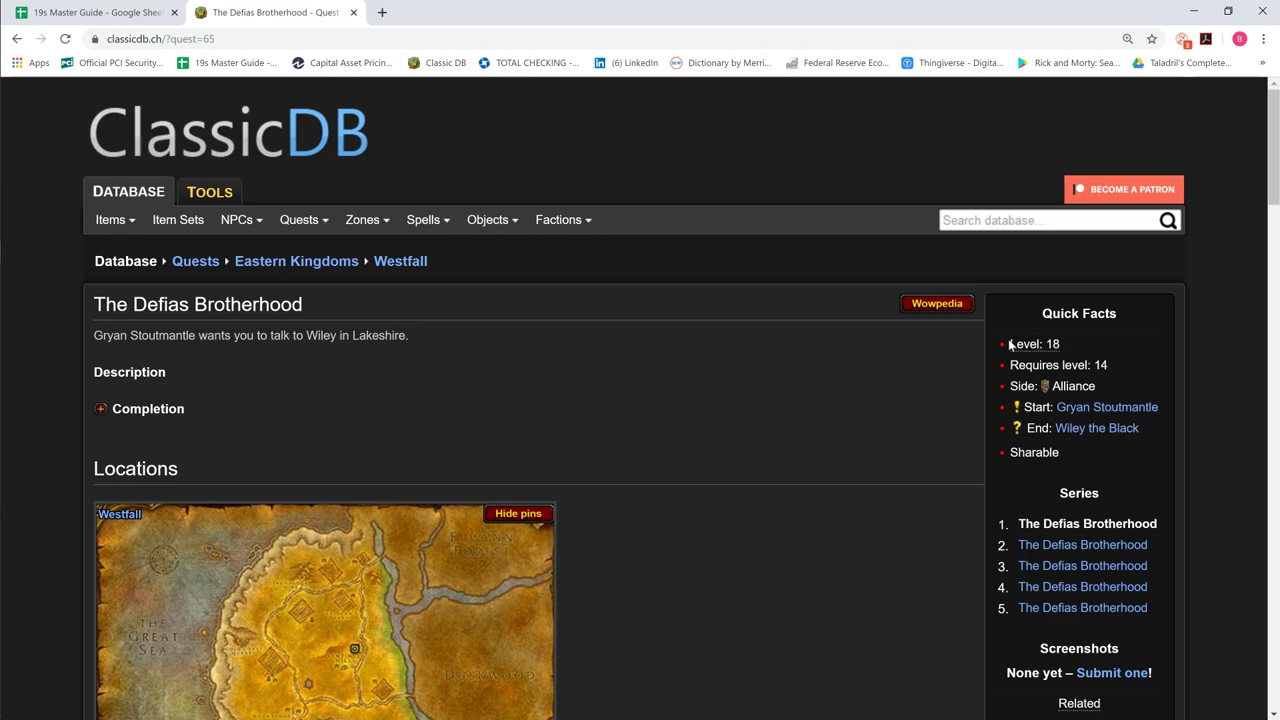 19s Master Guide - Google Shee
The Defias Brotherhood - Quest
classicdb.ch/?quest=65
Apps
Official PCI Security...
19s Master Guide -...
Capital Asset Pricin...
Classic DB
TOTAL CHECKING -...
(6) LinkedIn
Dictionary by Merri...
Federal Reserve Eco...
Thingiverse - Digita...
Rick and Morty: Sea...
Taladril's Complete...
»
3
B
ClassicDB
BECOME A PATRON
DATABASE
TOOLS
Items
Item Sets
NPCs
Quests
Zones
Spells
Objects
Factions
Search database...
Database Quests Eastern Kingdoms Westfall
The Defias Brotherhood
Wowpedia
Gryan Stoutmantle wants you to talk to Wiley in Lakeshire.
Description
Completion
Locations
Westfall
Hide pins
ELWYNN
FOREST
THE
GREAT
SEA
DUSKWOOD
Quick Facts
Level: 18
Requires level: 14
Side: Alliance
Start: Gryan Stoutmantle
End: Wiley the Black
Sharable
Series
1. The Defias Brotherhood
2. The Defias Brotherhood
3. The Defias Brotherhood
4. The Defias Brotherhood
5. The Defias Brotherhood
Screenshots
None yet – Submit one!
Related